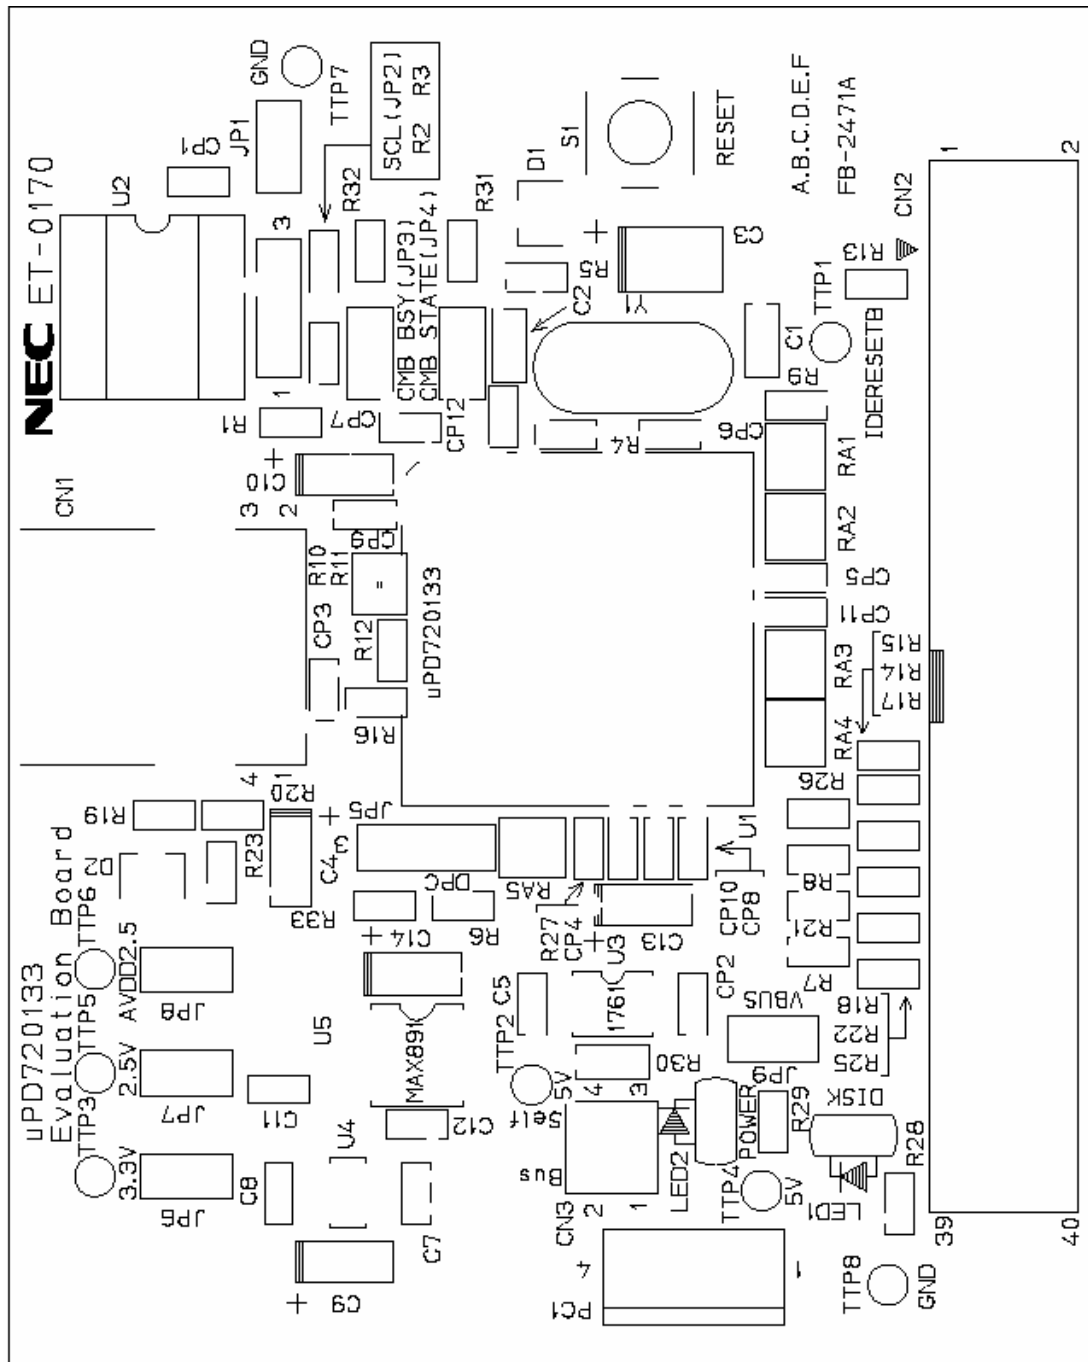 uPD720133
Evaluation Board
NEC ET-0170
TTP3
3.3V
JP6
TTP5
2.5V
JP7
TTP6
AVDD2.5
JP8
D2
R19
R23
R20
R33
C4
3
JP5
DPC
4
1
CN1
3
2
C10
+
R1
U2
CP1
JP1
GND
TTP7
1
3
R32
SCL(JP2)
R2 R3
CMB BSY(JP3)
CMB STATE(JP4)
R31
CP7
CP12
CP9
R10
R11
CP3
R12
R16
uPD720133
C8
C11
U4
U5
MAX891
C12
C7
C9
+
C14
+
R6
RA5
R27
CP4
+
C13
U3
1761
C5
CP2
TTP2
5V
Self
Bus
CN3
4
3
2
1
R30
LED2
POWER
TTP4
5V
R29
JP9
VBUS
PC1
4
1
DISK
LED1
R28
TTP8
GND
CP10
CP8
U1
R7
R21
R8
R26
R18
R22
R25
R17
R14
R15
RA4
RA3
CP11
CP5
RA2
RA1
CP6
R9
R4
Y1
C1
C2
R5
C3
+
D1
S1
RESET
TTP1
IDERESETB
R13
CN2
A.B.C.D.E.F
FB-2471A
1
2
39
40